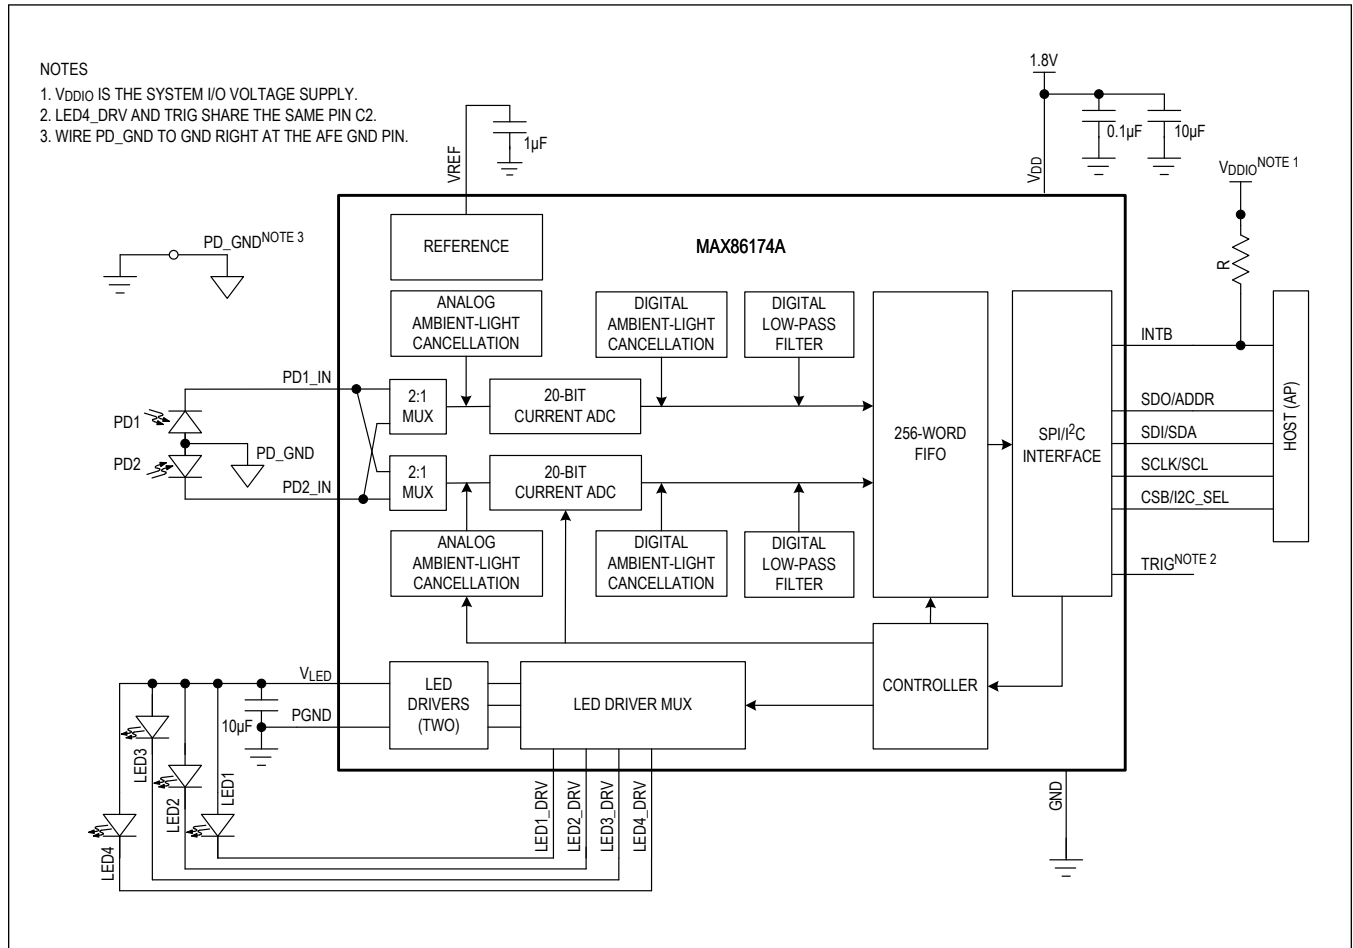 NOTES
1. VDDIO IS THE SYSTEM I/O VOLTAGE SUPPLY.
2. LED4_DRV AND TRIG SHARE THE SAME PIN C2.
3. WIRE PD_GND TO GND RIGHT AT THE AFE GND PIN.
1.8V
0.1µF
10µF
VDD
VREF
1µF
VDDIO NOTE 1
R
PD_GND NOTE 3
MAX86174A
REFERENCE
ANALOG
AMBIENT-LIGHT
CANCELLATION
DIGITAL
AMBIENT-LIGHT
CANCELLATION
DIGITAL
LOW-PASS
FILTER
PD1_IN
2:1
MUX
20-BIT
CURRENT ADC
PD1
PD2
PD_GND
PD2_IN
2:1
MUX
20-BIT
CURRENT ADC
256-WORD
FIFO
SPI/I2C
INTERFACE
INTB
SDO/ADDR
SDI/SDA
SCLK/SCL
CSB/I2C_SEL
HOST (AP)
TRIG NOTE 2
ANALOG
AMBIENT-LIGHT
CANCELLATION
DIGITAL
AMBIENT-LIGHT
CANCELLATION
DIGITAL
LOW-PASS
FILTER
VLED
PGND
10µF
LED
DRIVERS
(TWO)
LED DRIVER MUX
CONTROLLER
LED4
LED3
LED2
LED1
LED1_DRV
LED2_DRV
LED3_DRV
LED4_DRV
GND